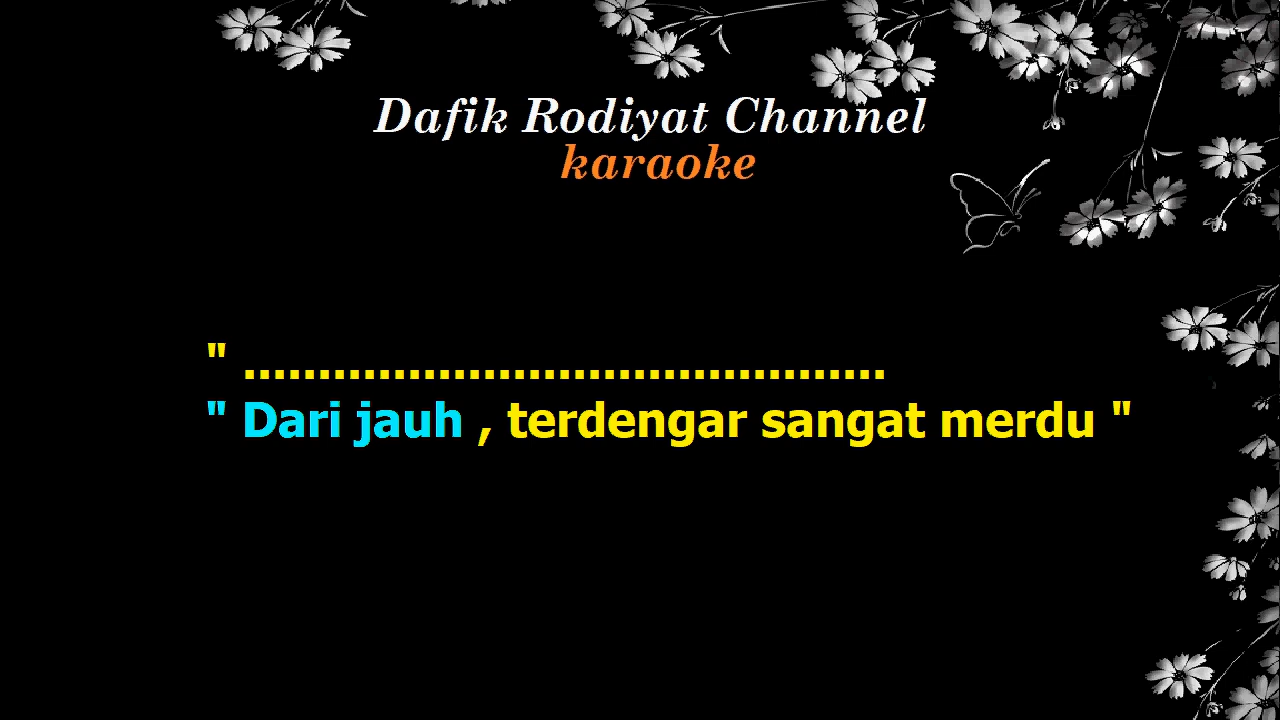 Dafik Rodiyat Channel
karaoke
" ...........................................
" Dari jauh , terdengar sangat merdu "